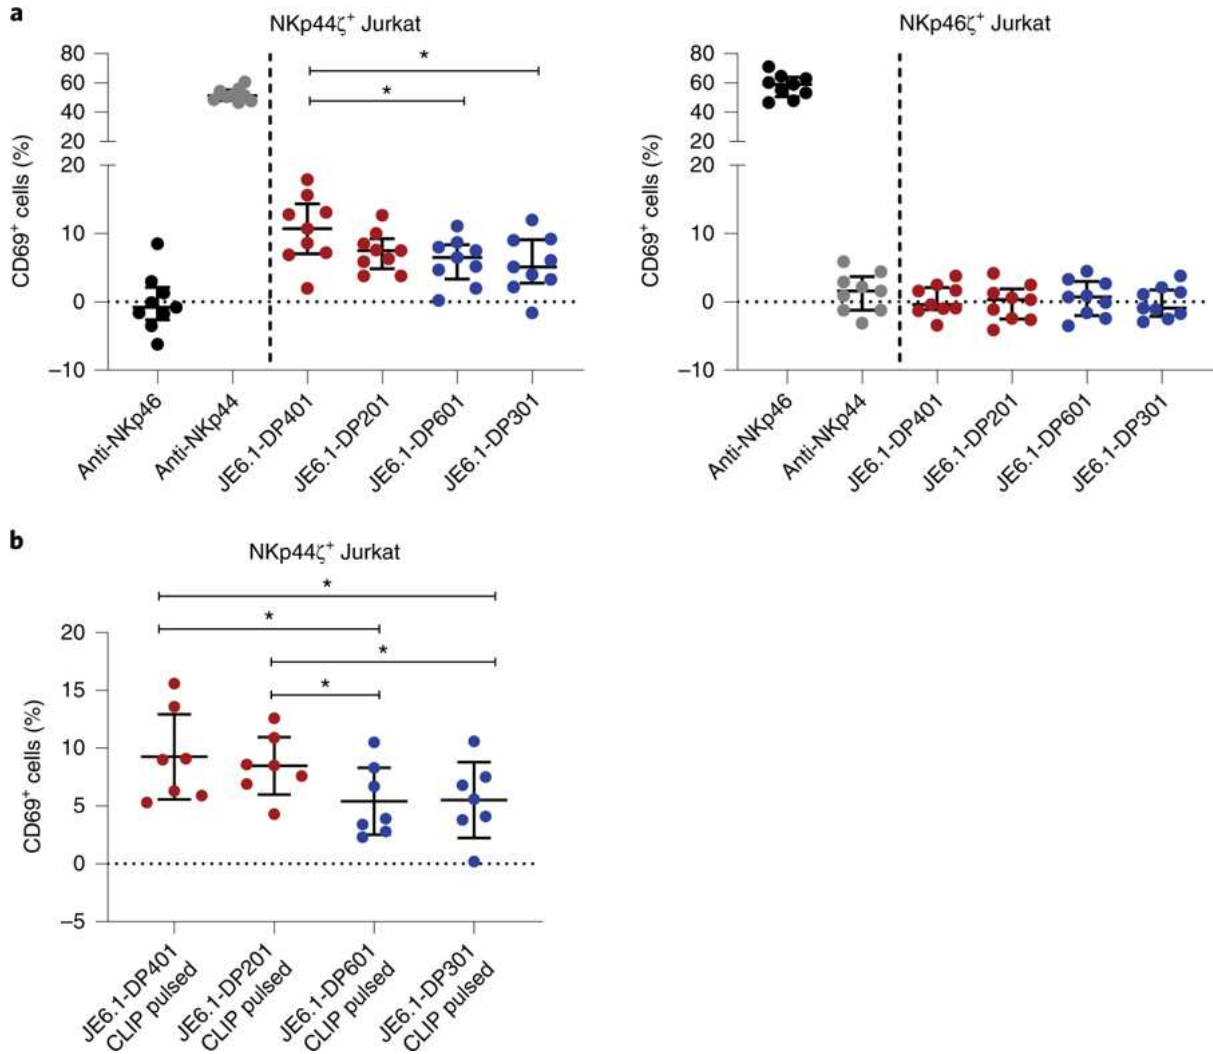 a
NKp44ζ+ Jurkat
CD69+ cells (%)
80
60
40
20
20
10
0
–10
*
*
Anti-NKp46
Anti-NKp44
JE6.1-DP401
JE6.1-DP201
JE6.1-DP601
JE6.1-DP301
NKp46ζ+ Jurkat
CD69+ cells (%)
80
60
40
20
20
10
0
–10
Anti-NKp46
Anti-NKp44
JE6.1-DP401
JE6.1-DP201
JE6.1-DP601
JE6.1-DP301
b
NKp44ζ+ Jurkat
*
*
*
*
CD69+ cells (%)
20
15
10
5
0
–5
JE6.1-DP401
CLIP pulsed
JE6.1-DP201
CLIP pulsed
JE6.1-DP601
CLIP pulsed
JE6.1-DP301
CLIP pulsed